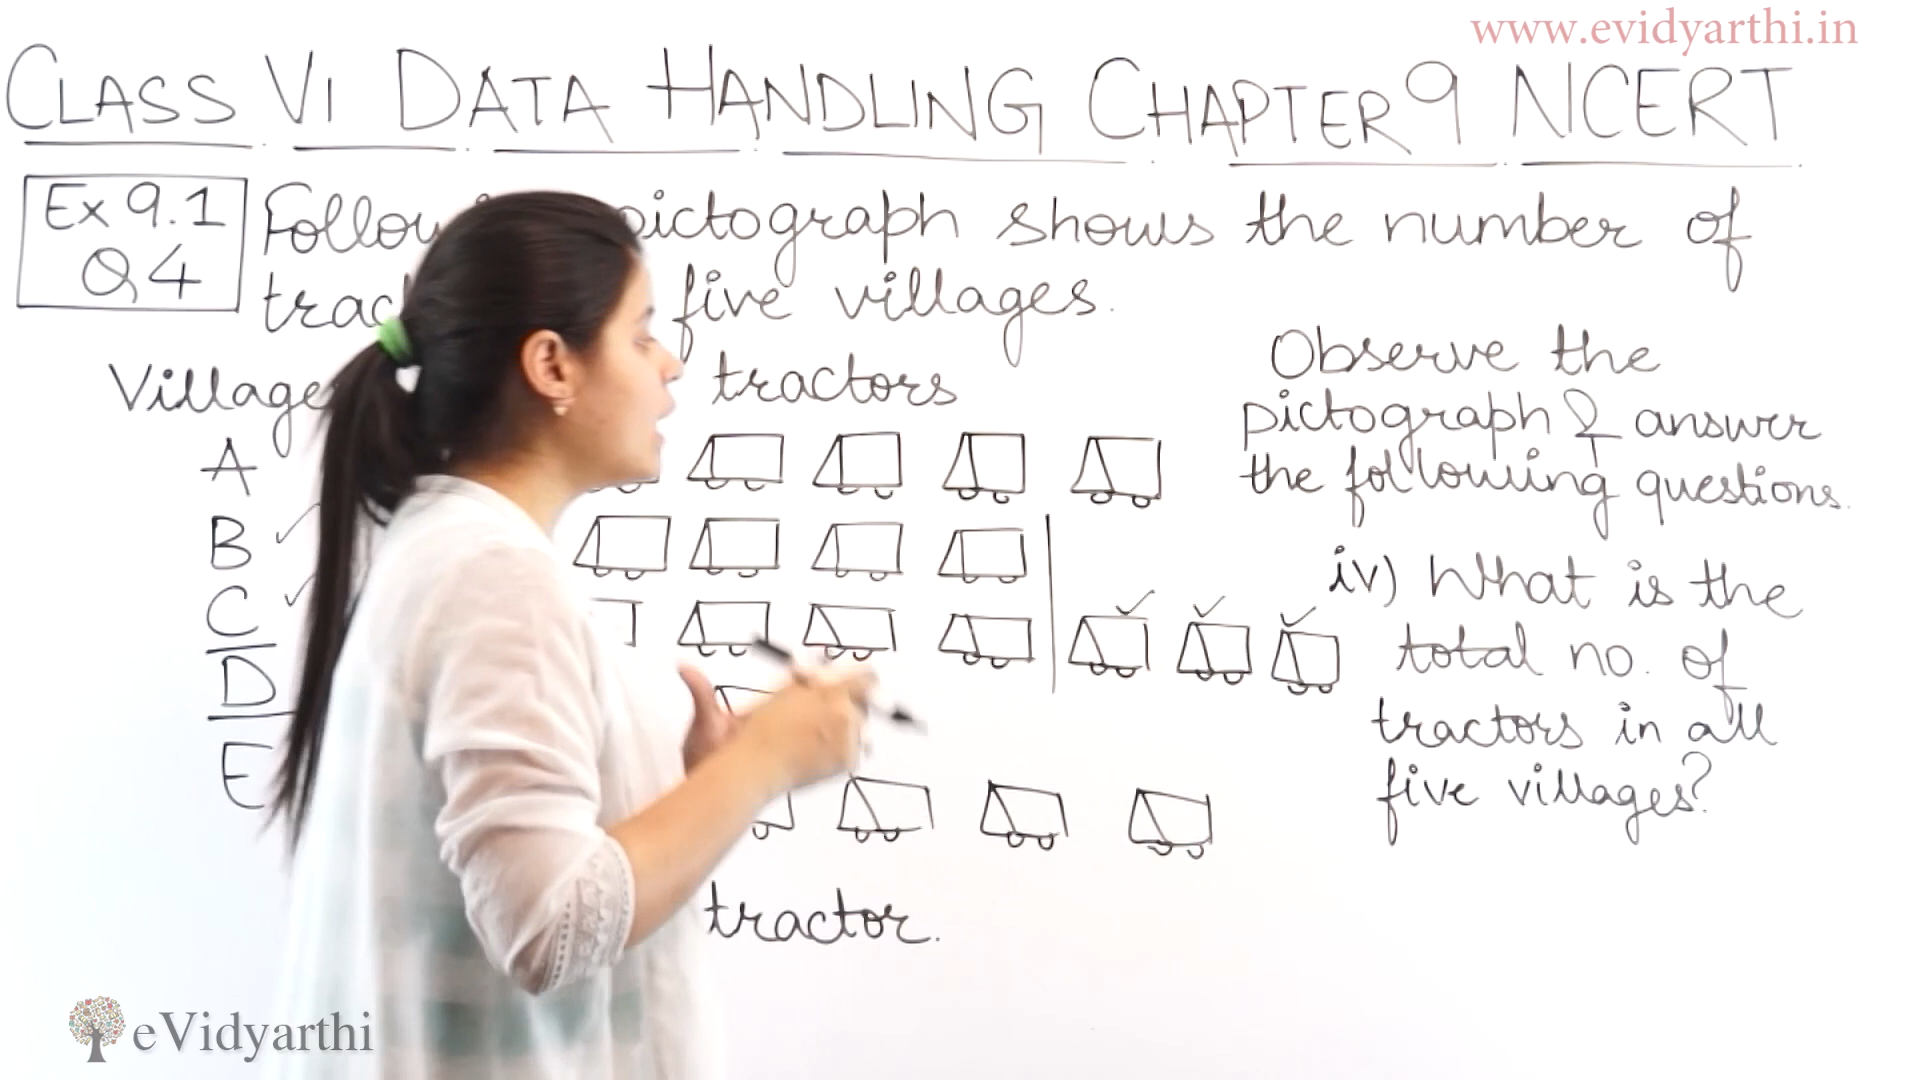 www.evidyarthi.in
CLASS VI DATA HANDLING CHAPTER 9 NCERT
Ex 9.1
Q4
pictograph shows the number of
five villages.
Village
tractors
Observe the
pictograph & answer
the following questions.
A
B
C
D
E
iv) What is the
total no. of
tractors in all
five villages?
tractor.
eVidyarthi